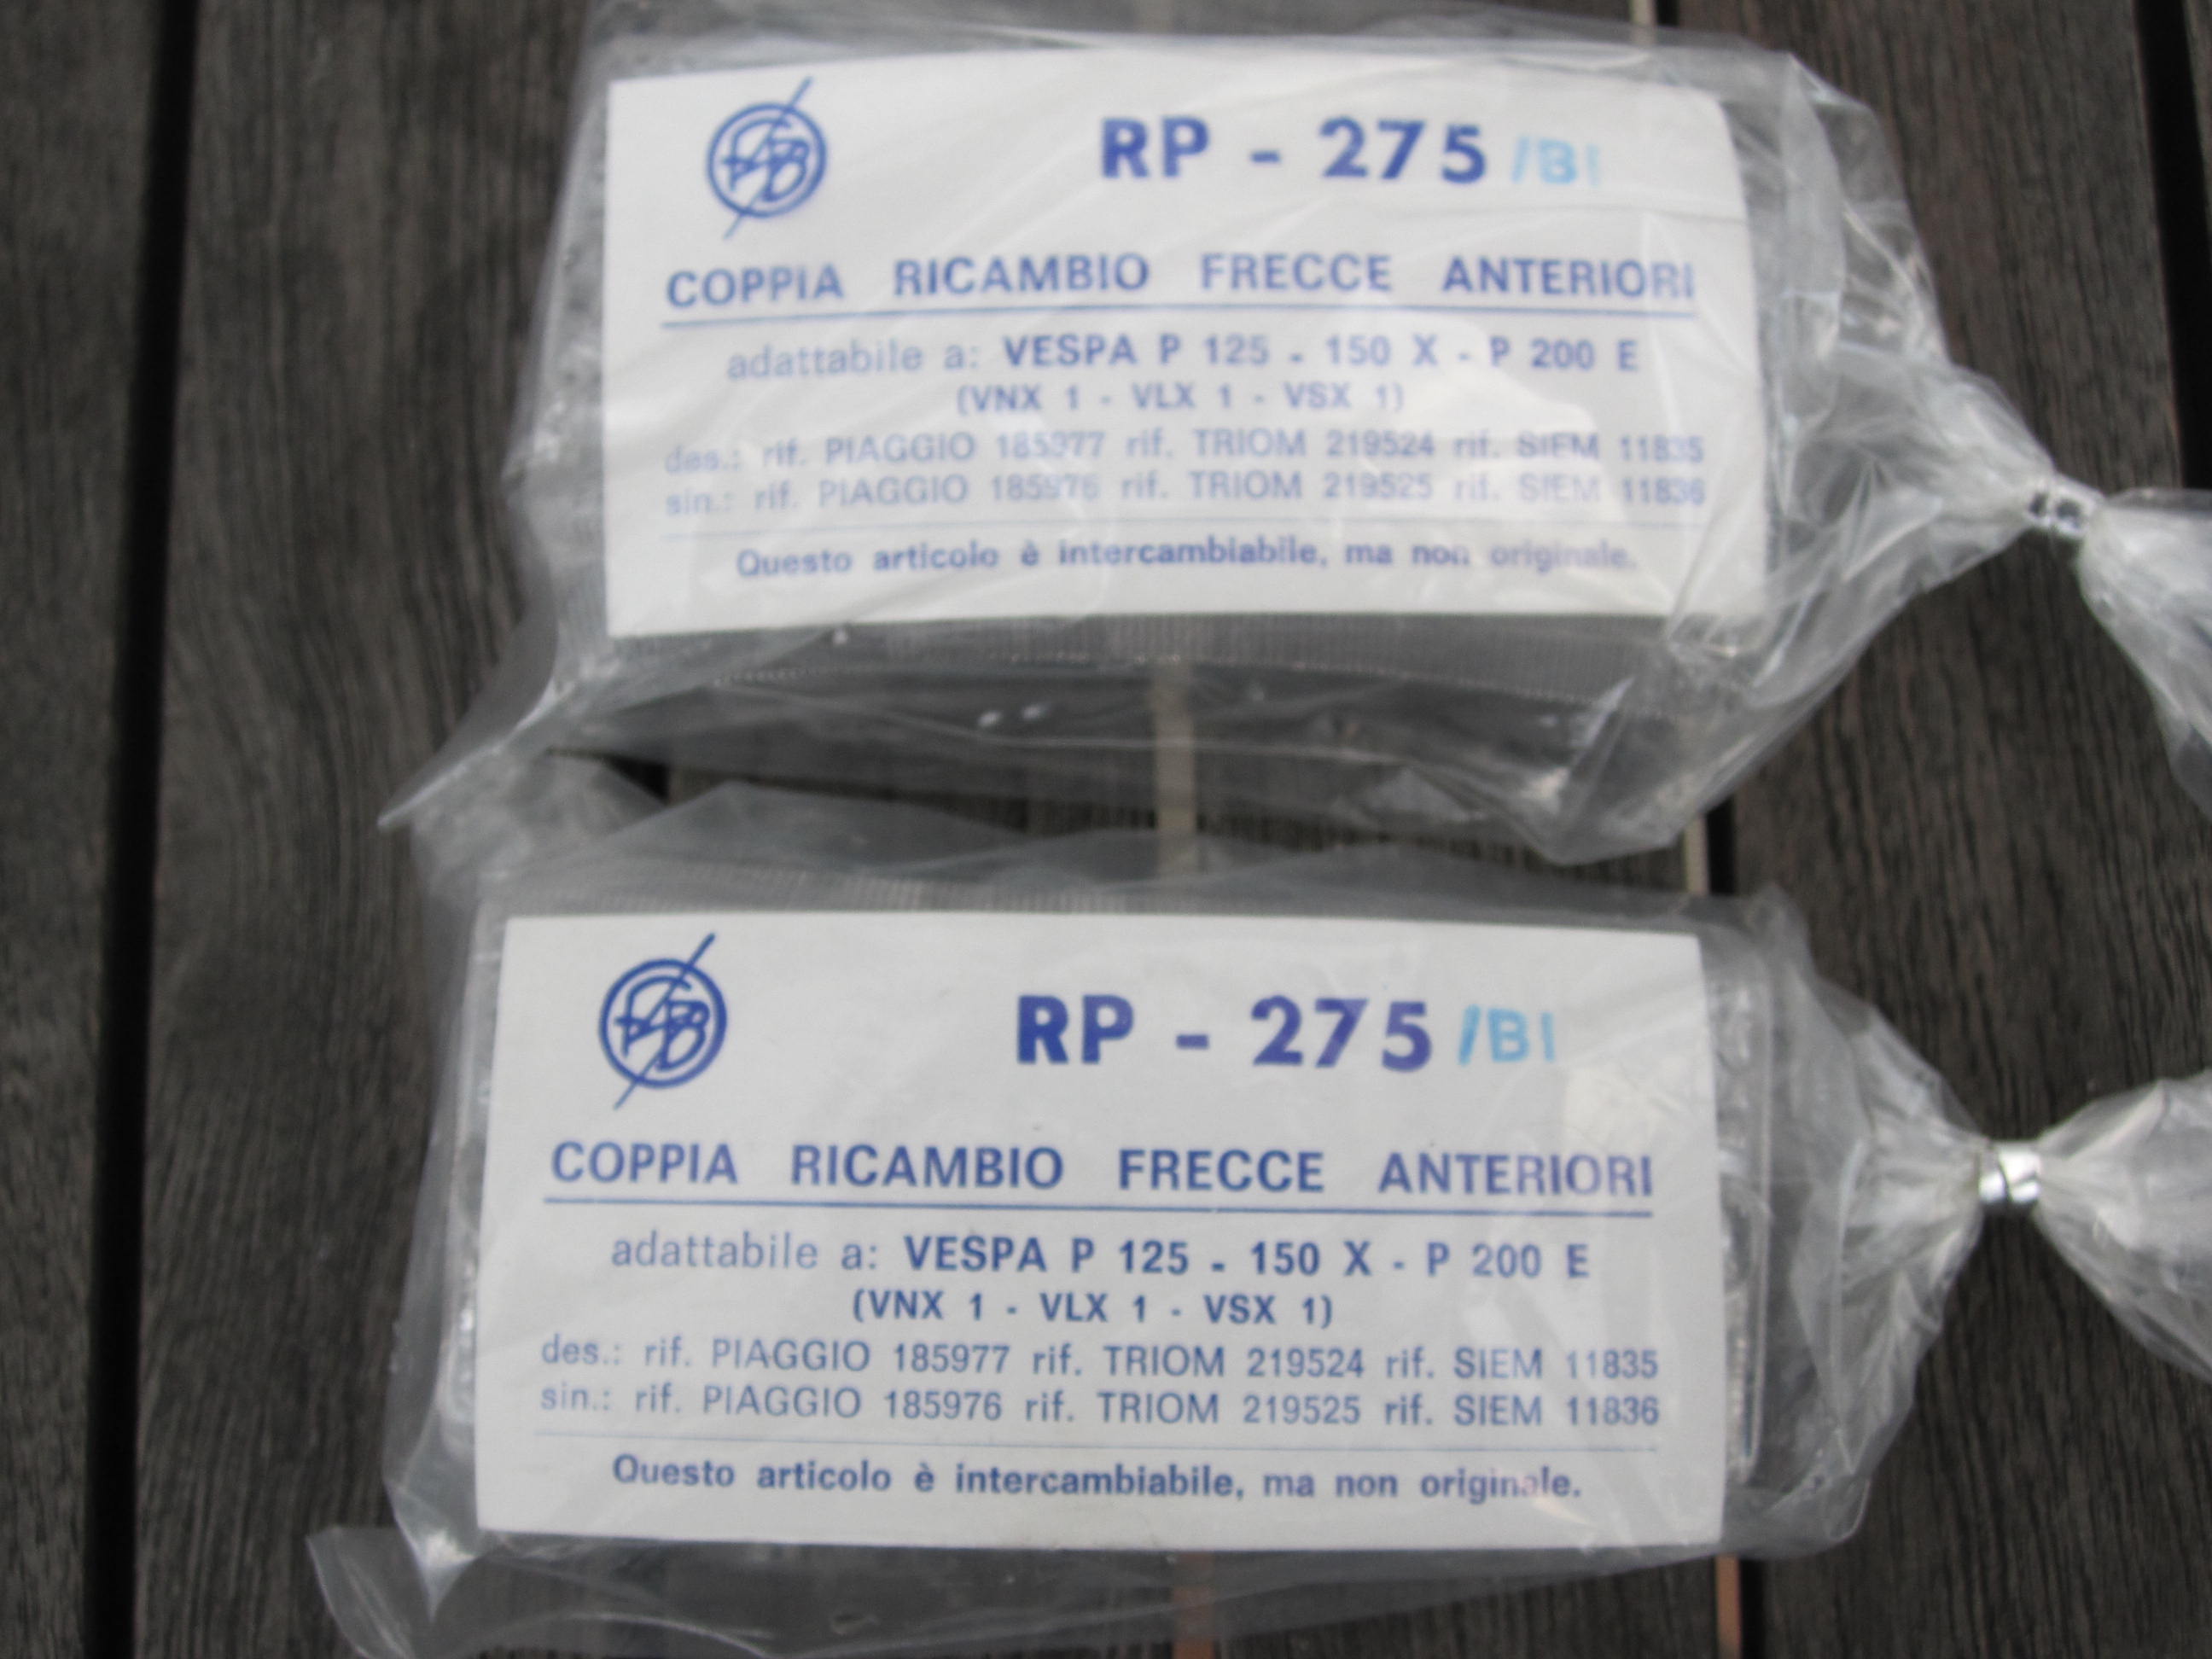 FAB
RP - 275 /BI
COPPIA RICAMBIO FRECCE ANTERIORI
adattabile a: VESPA P 125 - 150 X - P 200 E
(VNX 1 - VLX 1 - VSX 1)
des.: rif. PIAGGIO 185977 rif. TRIOM 219524 rif. SIEM 11835
sin.: rif. PIAGGIO 185976 rif. TRIOM 219525 rif. SIEM 11836
Questo articolo è intercambiabile, ma non originale.
FAB
RP - 275 /BI
COPPIA RICAMBIO FRECCE ANTERIORI
adattabile a: VESPA P 125 - 150 X - P 200 E
(VNX 1 - VLX 1 - VSX 1)
des.: rif. PIAGGIO 185977 rif. TRIOM 219524 rif. SIEM 11835
sin.: rif. PIAGGIO 185976 rif. TRIOM 219525 rif. SIEM 11836
Questo articolo è intercambiabile, ma non originale.